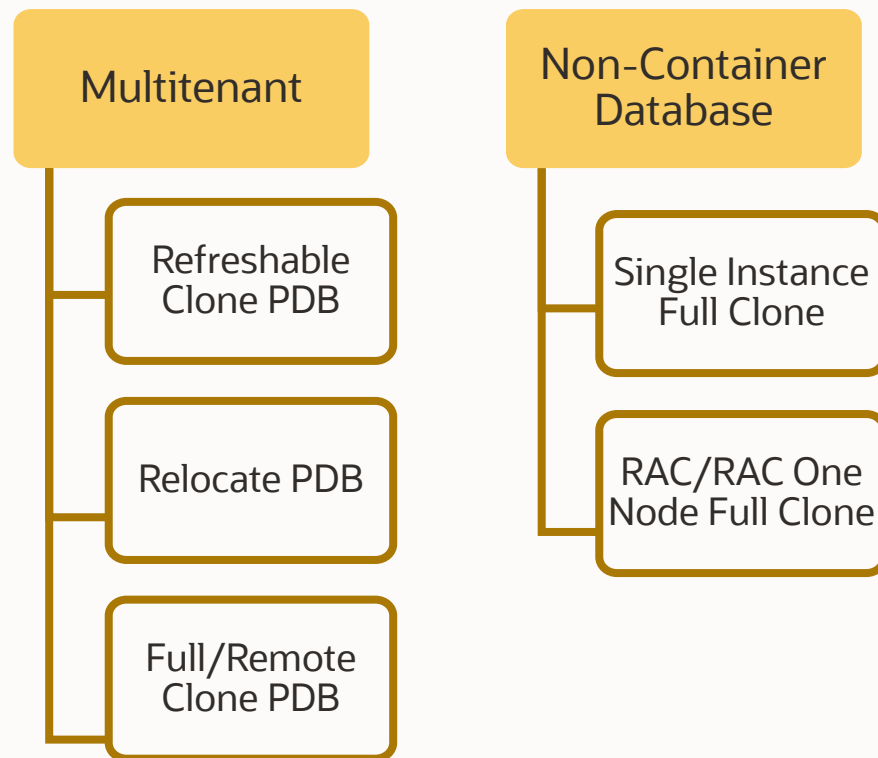 Multitenant
Refreshable
Clone PDB
Relocate PDB
Full/Remote
Clone PDB
Non-Container
Database
Single Instance
Full Clone
RAC/RAC One
Node Full Clone